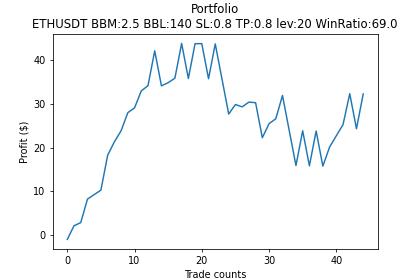 Portfolio
ETHUSDT BBM:2.5 BBL:140 SL:0.8 TP:0.8 lev:20 WinRatio:69.0
Profit ($)
40
30
20
10
0
0
10
20
30
40
Trade counts